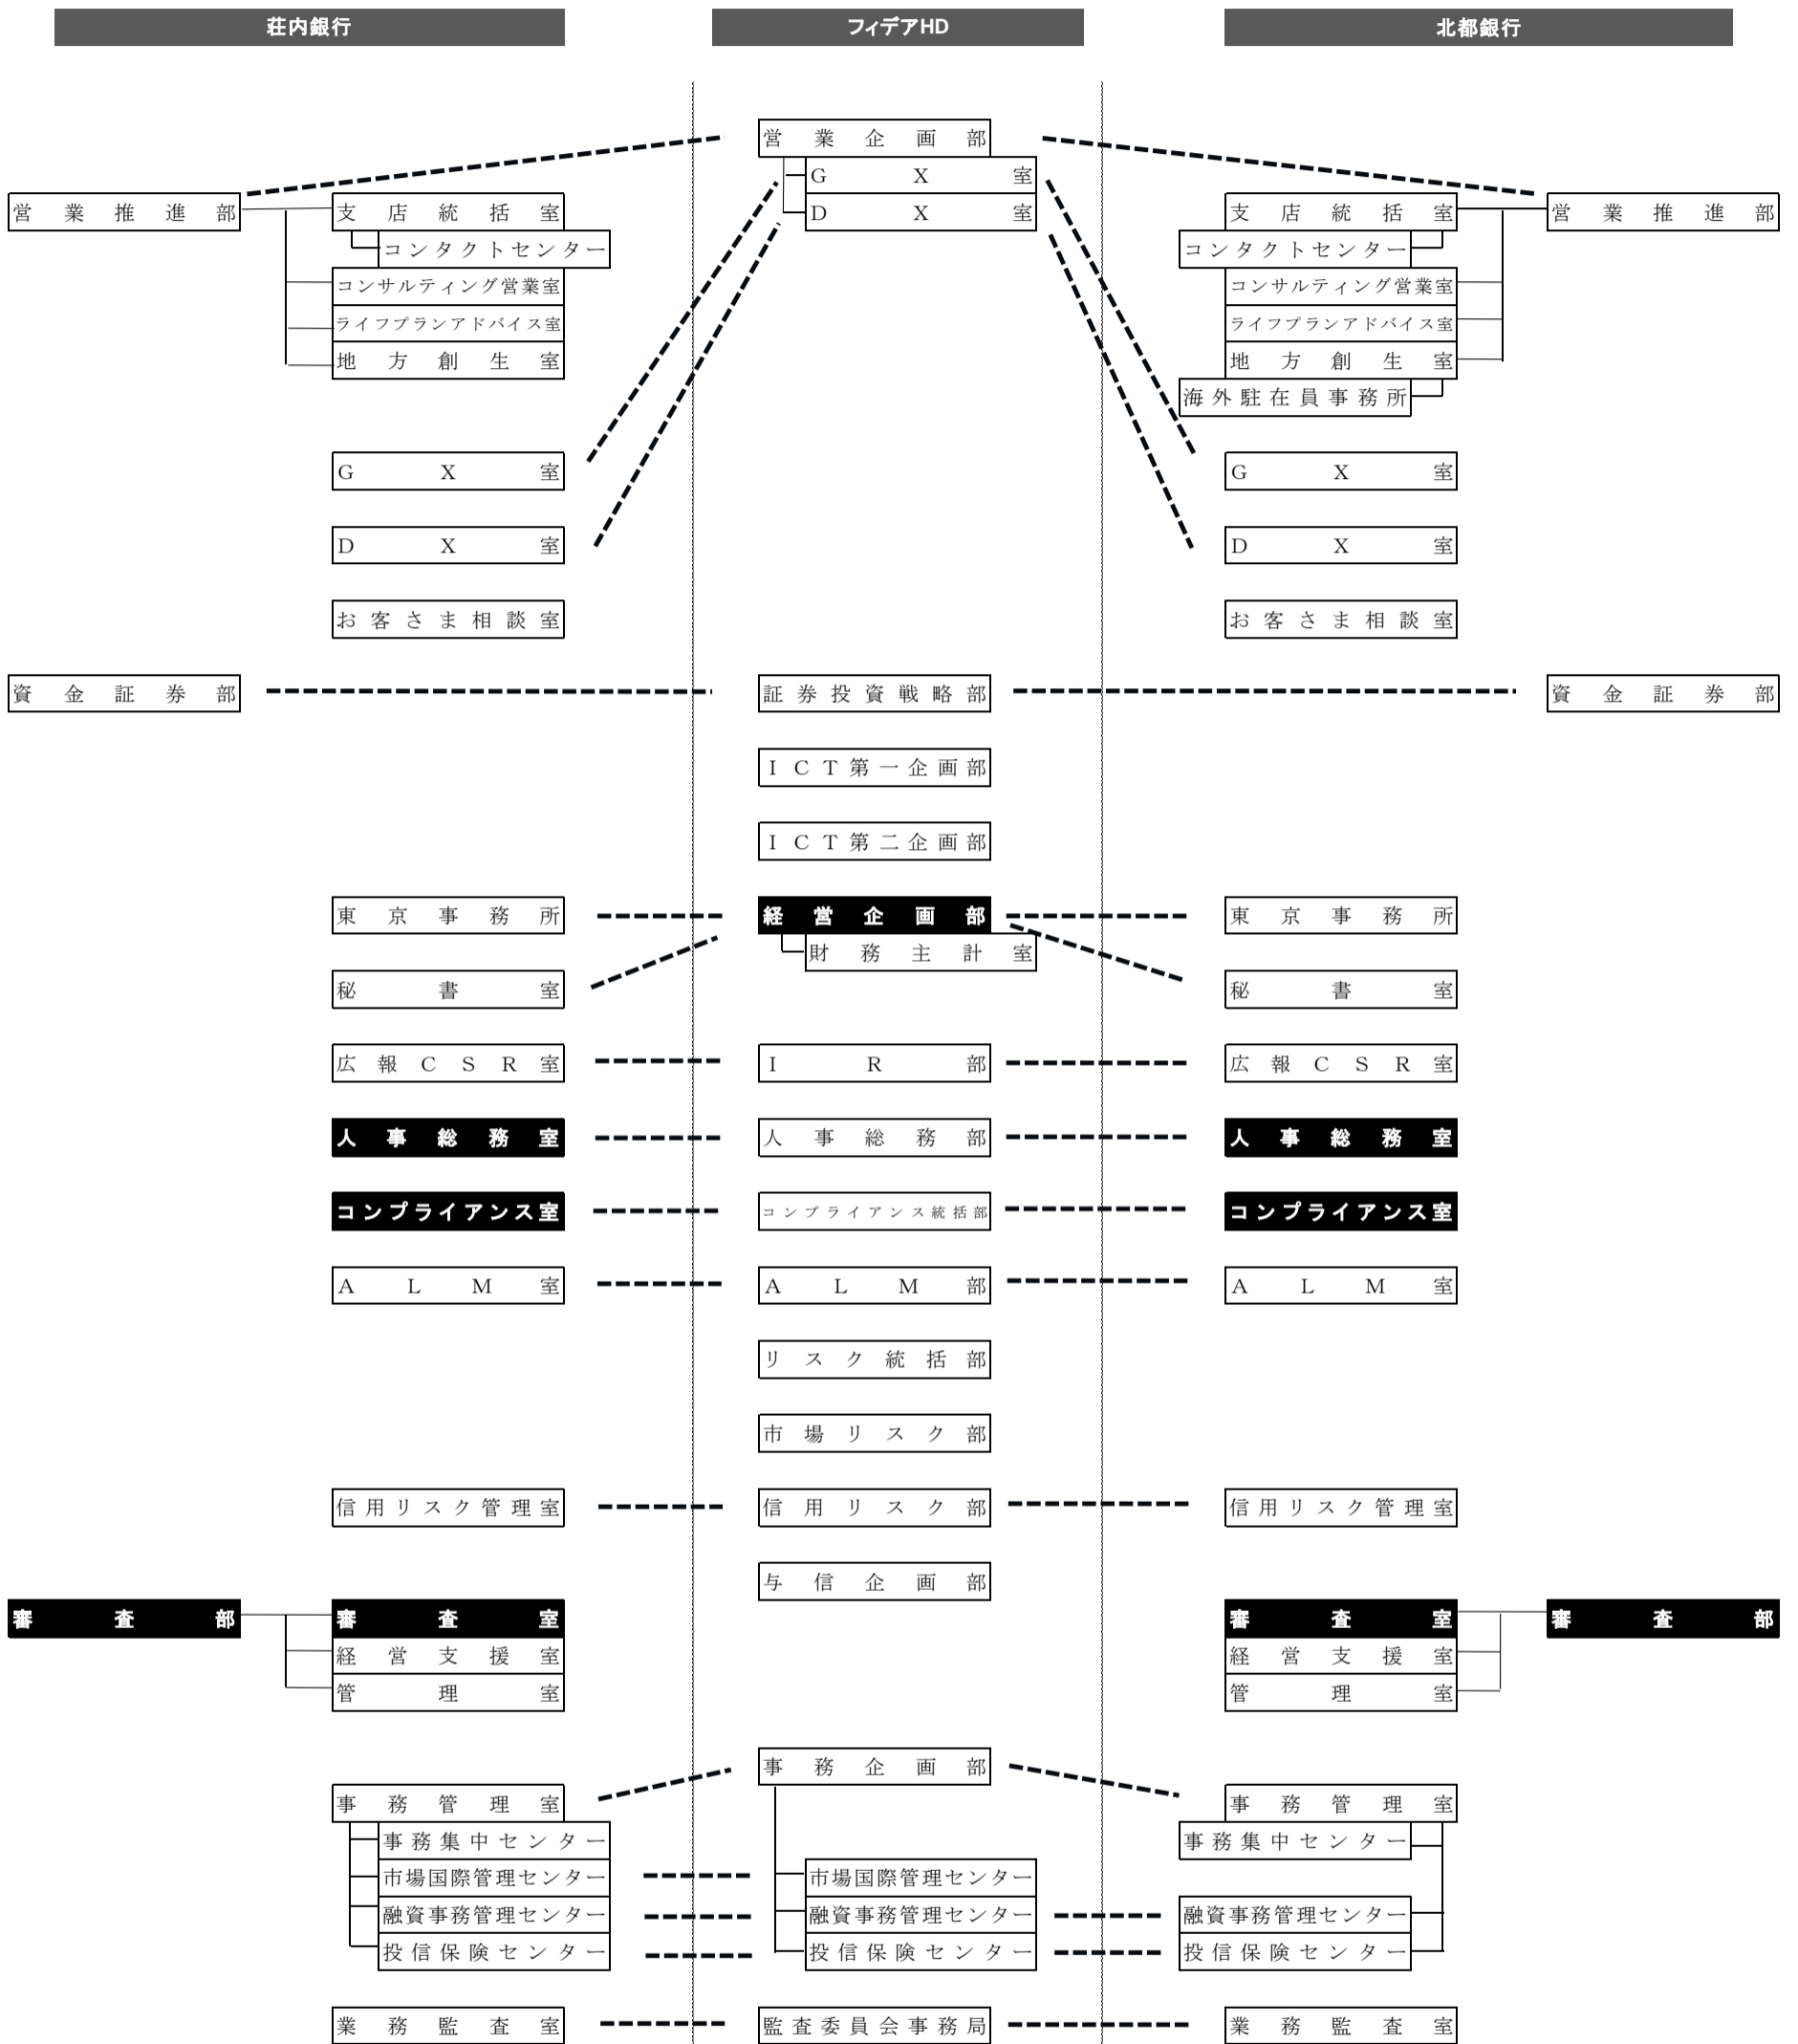 荘内銀行 フィデアHD 北都銀行
営業企画部
GX室
営業推進部 支店統括室 DX室 支店統括室 営業推進部
コンタクトセンター コンタクトセンター
コンサルティング営業室 コンサルティング営業室
ライフプランアドバイス室 ライフプランアドバイス室
地方創生室 地方創生室
海外駐在員事務所
GX室 GX室
DX室 DX室
お客さま相談室 お客さま相談室
資金証券部 証券投資戦略部 資金証券部
ICT第一企画部
ICT第二企画部
東京事務所 経営企画部 東京事務所
財務主計室
秘書室 秘書室
広報CSR室 IR部 広報CSR室
人事総務室 人事総務部 人事総務室
コンプライアンス室 コンプライアンス統括部 コンプライアンス室
ALM室 ALM部 ALM室
リスク統括部
市場リスク部
信用リスク管理室 信用リスク部 信用リスク管理室
与信企画部
審査部 審査室 審査室 審査部
経営支援室 経営支援室
管理室 管理室
事務企画部
事務管理室 事務管理室
事務集中センター 事務集中センター
市場国際管理センター 市場国際管理センター
融資事務管理センター 融資事務管理センター 融資事務管理センター
投信保険センター 投信保険センター 投信保険センター
業務監査室 監査委員会事務局 業務監査室